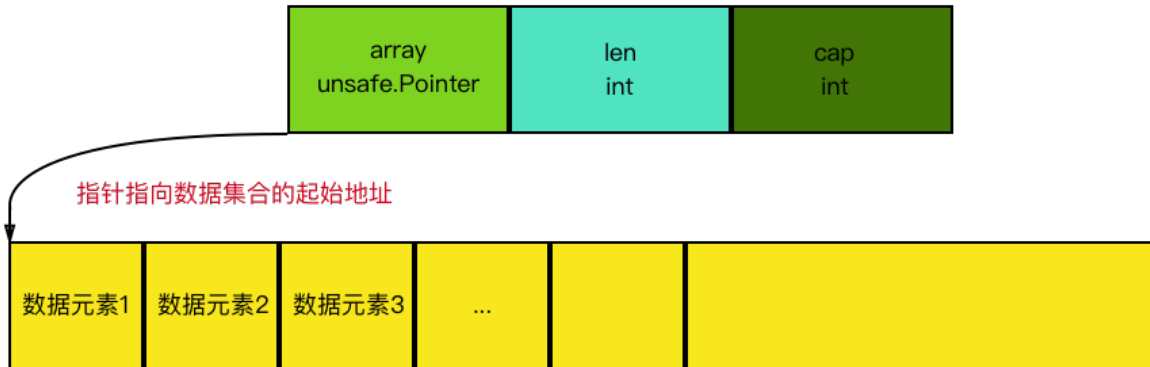 array
unsafe.Pointer
len
int
cap
int
指针指向数据集合的起始地址
数据元素1
数据元素2
数据元素3
...